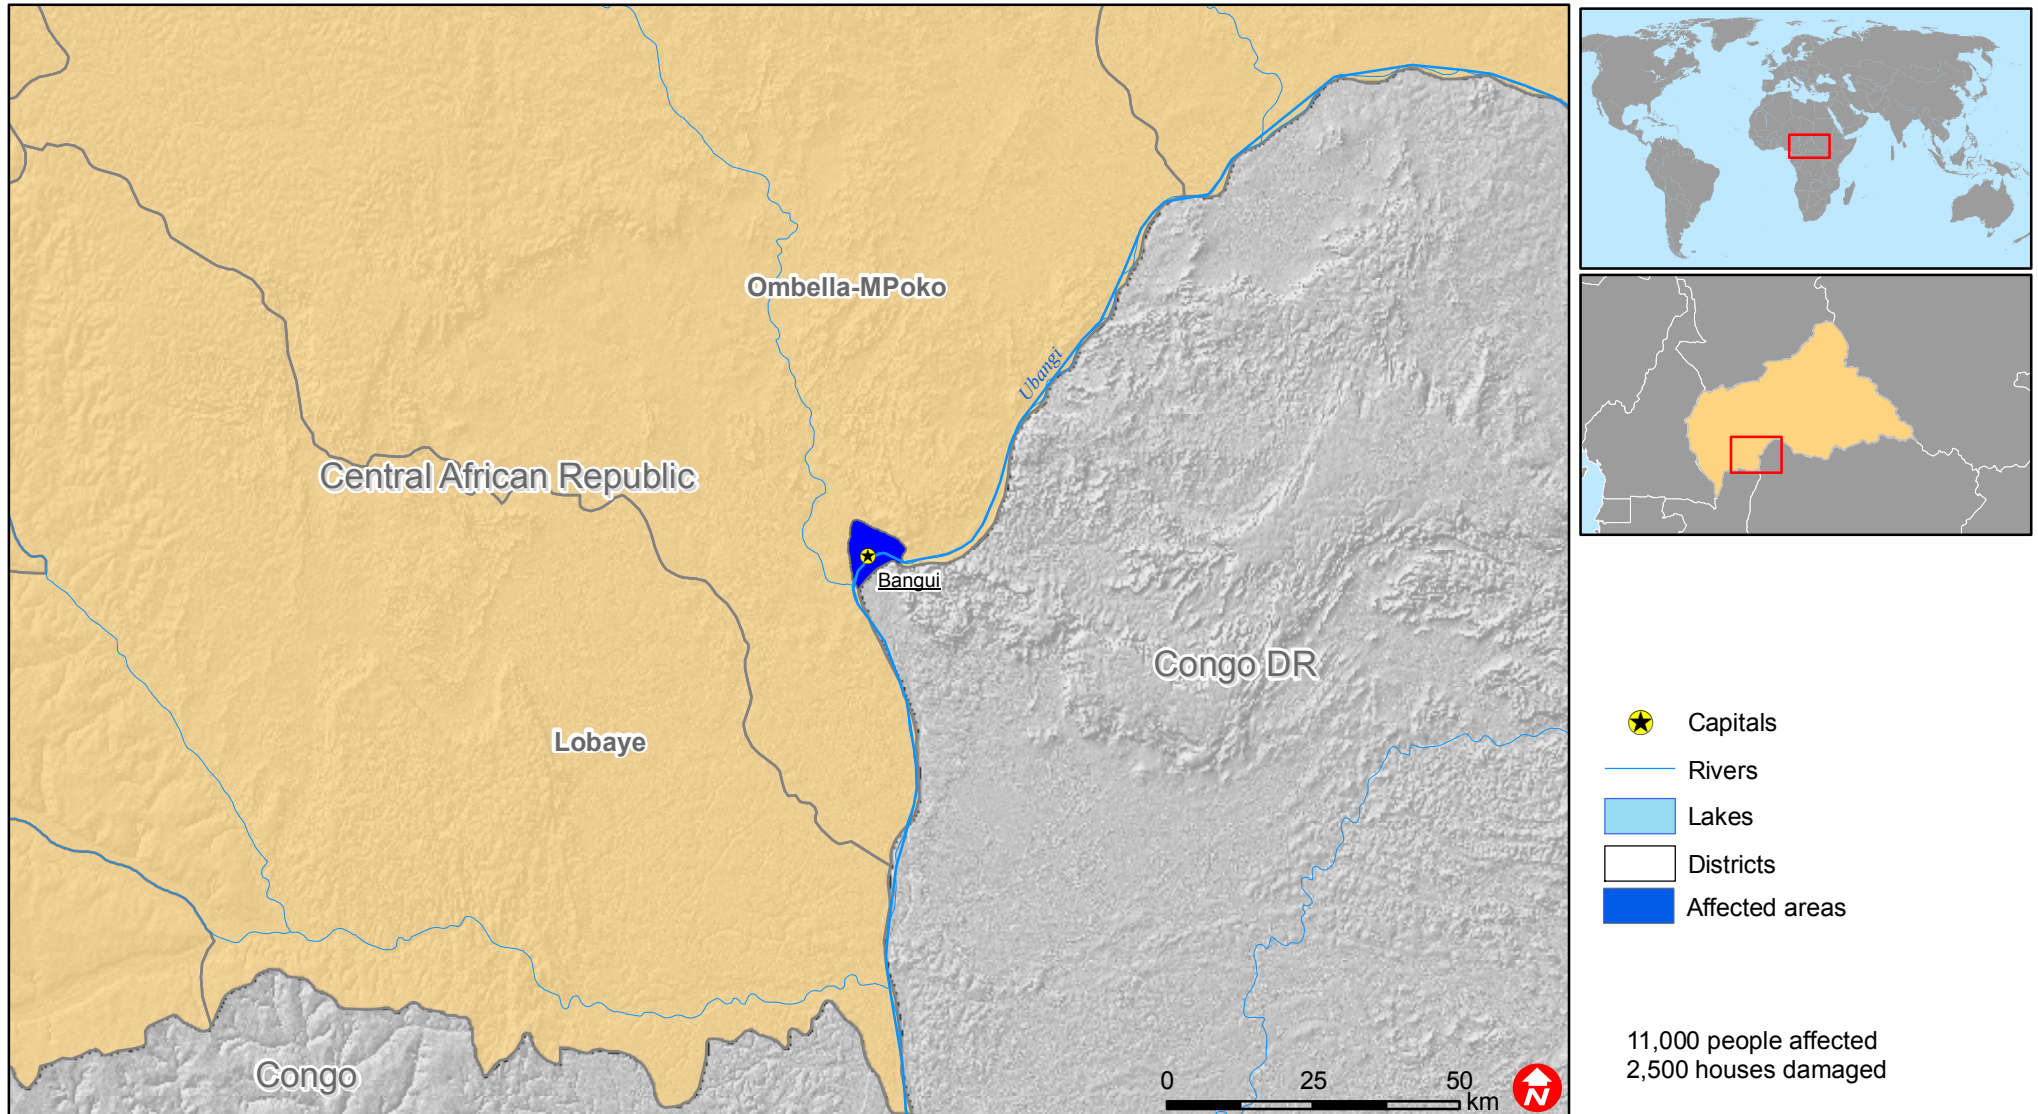 Ombella-MPoko
Ubangi
Central African Republic
Bangui
Congo DR
Lobaye
Congo
0 25 50
km
N
Capitals
Rivers
Lakes
Districts
Affected areas
11,000 people affected
2,500 houses damaged